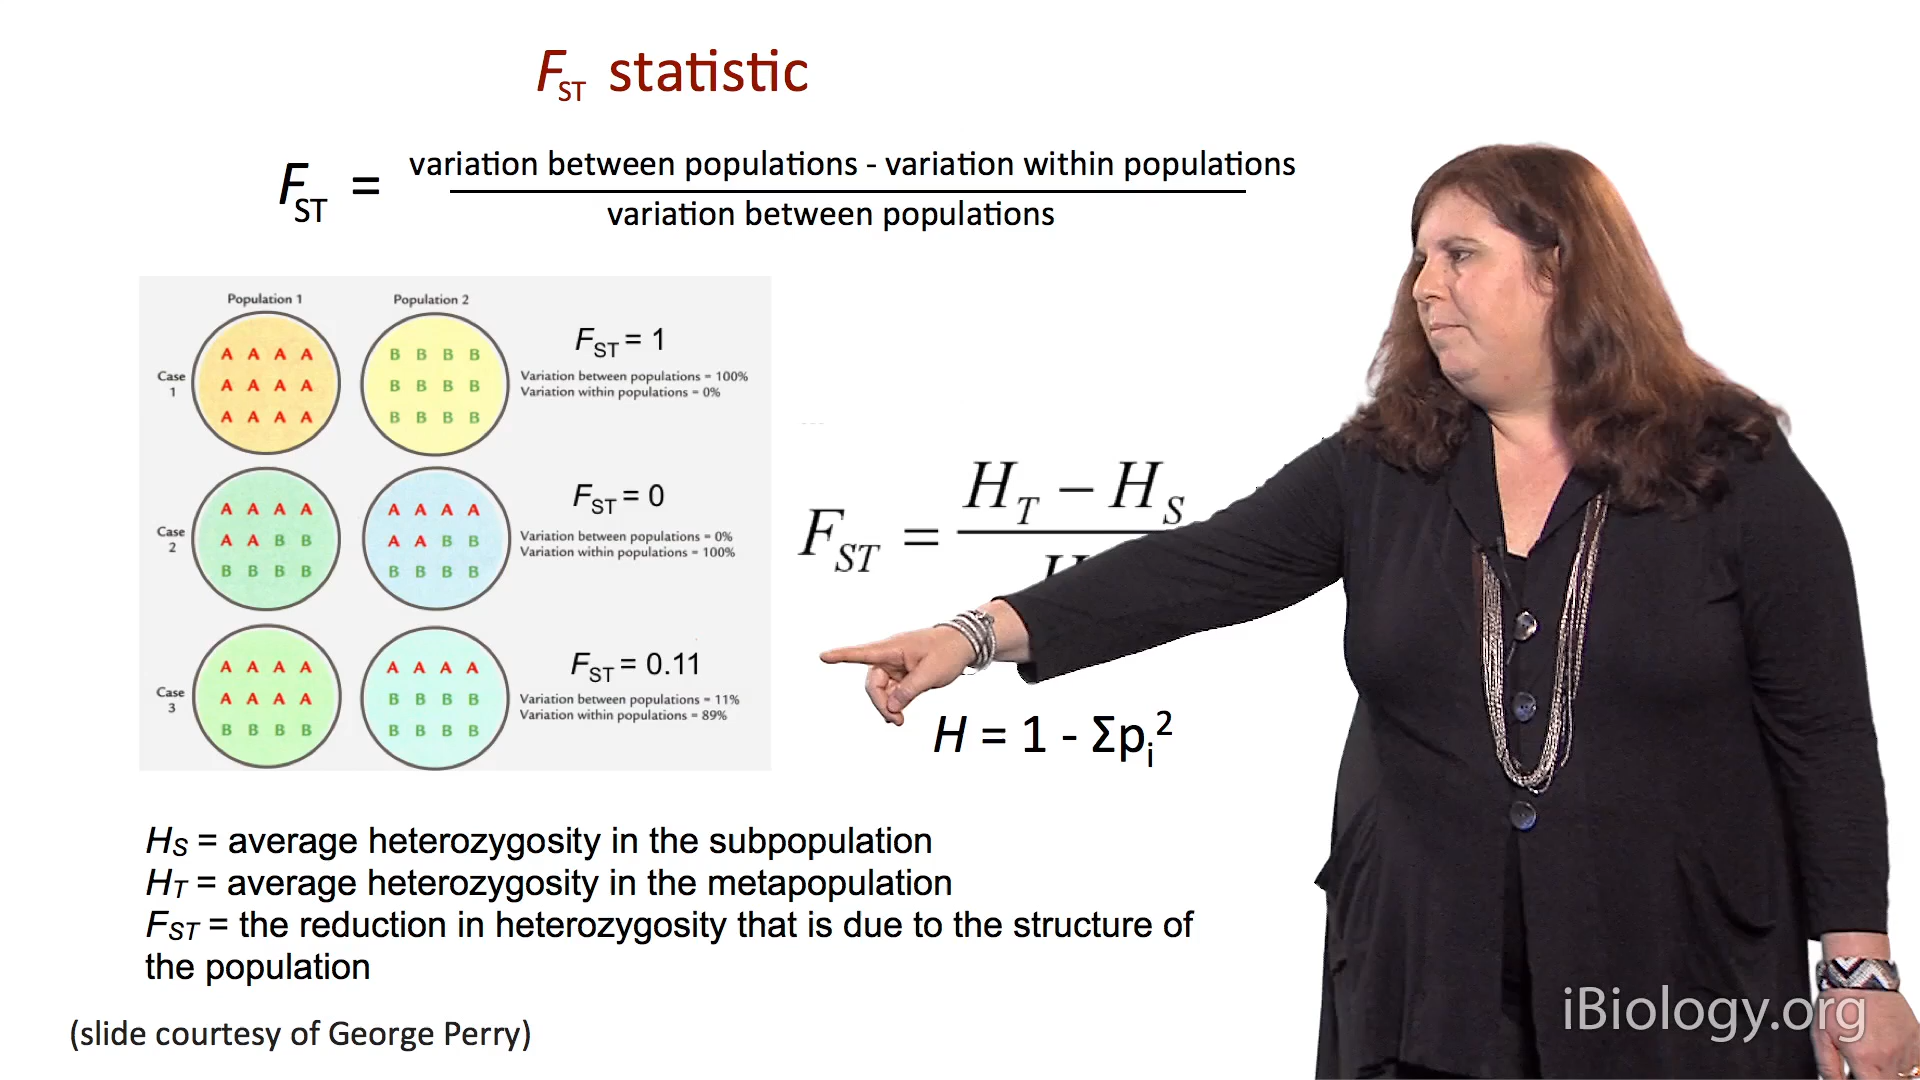 FST statistic
FST = variation between populations - variation within populations
variation between populations
Population 1 Population 2
Case 1
A A A A
A A A A
A A A A
B B B B
B B B B
B B B B
FST = 1
Variation between populations = 100%
Variation within populations = 0%
Case 2
A A A A
A A B B
B B B B
A A A A
A A B B
B B B B
FST = 0
Variation between populations = 0%
Variation within populations = 100%
Case 3
A A A A
A A A A
B B B B
A A A A
B B B B
B B B B
FST = 0.11
Variation between populations = 11%
Variation within populations = 89%
FST = HT − HS
H = 1 - Σpi²
HS = average heterozygosity in the subpopulation
HT = average heterozygosity in the metapopulation
FST = the reduction in heterozygosity that is due to the structure of
the population
(slide courtesy of George Perry)
iBiology.org